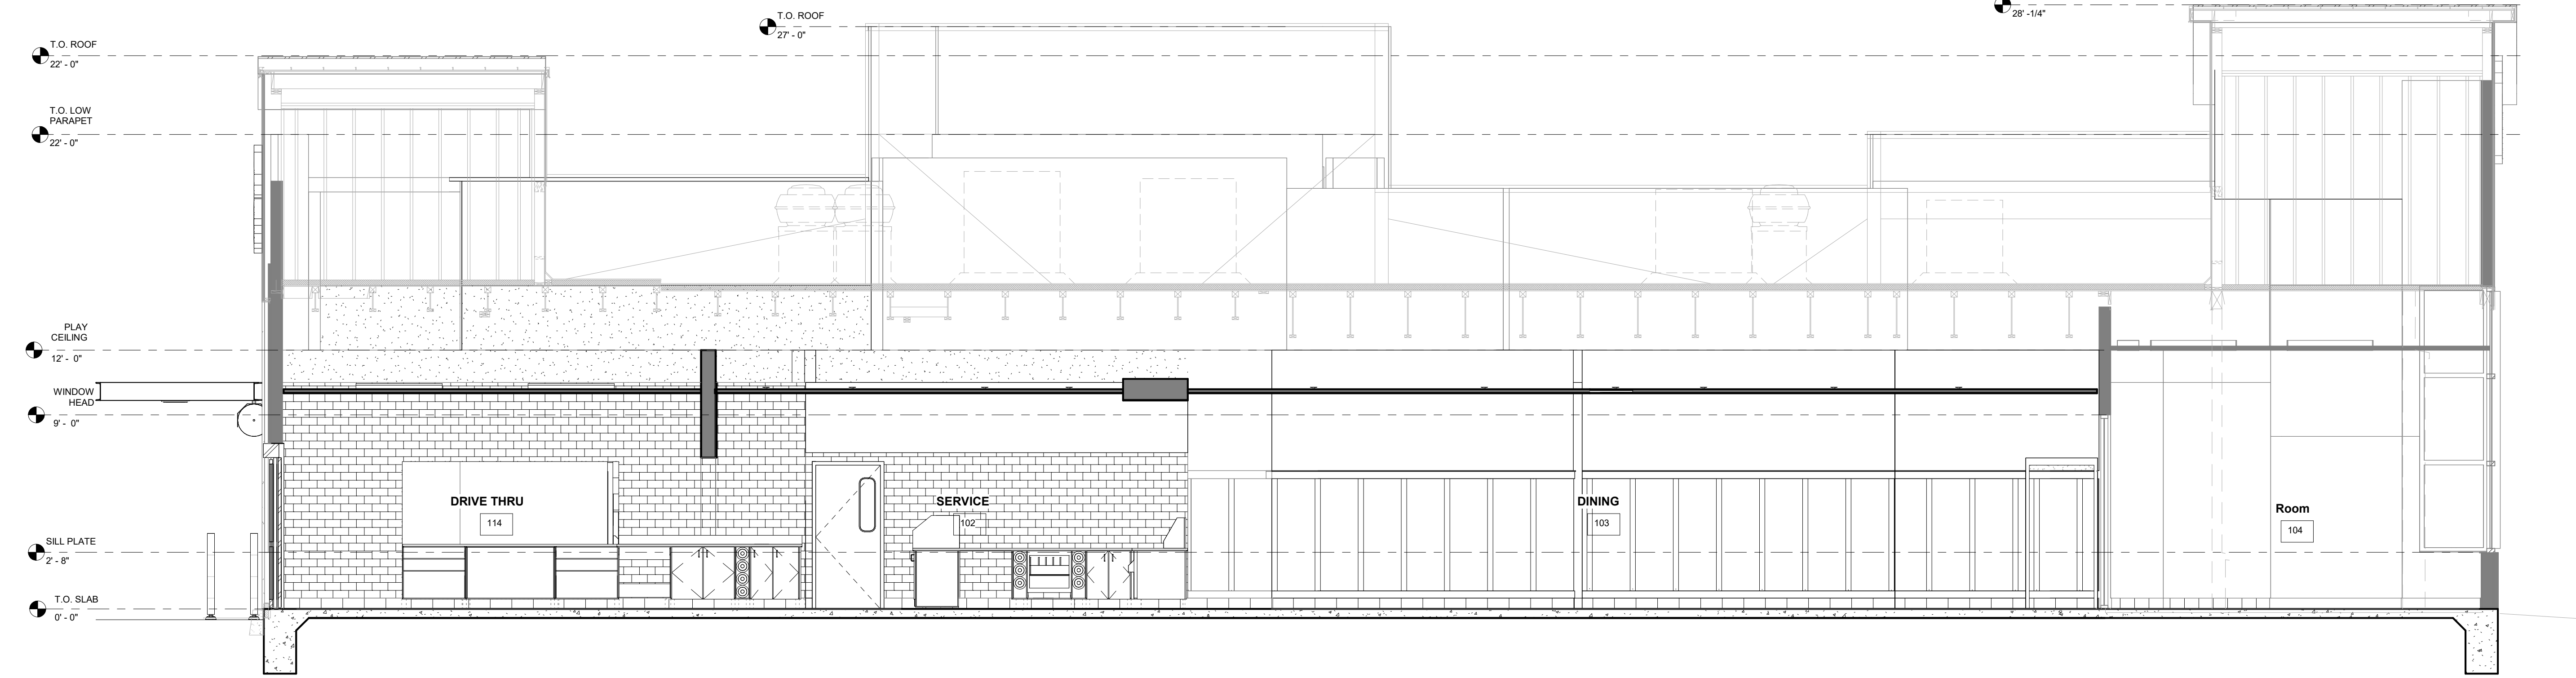 28' -1/4"
T.O. ROOF
27' - 0"
T.O. ROOF
22' - 0"
T.O. LOW
PARAPET
22' - 0"
PLAY
CEILING
12' - 0"
WINDOW
HEAD
9' - 0"
DRIVE THRU
114
SERVICE
102
DINING
103
Room
104
SILL PLATE
2' - 8"
T.O. SLAB
0' - 0"